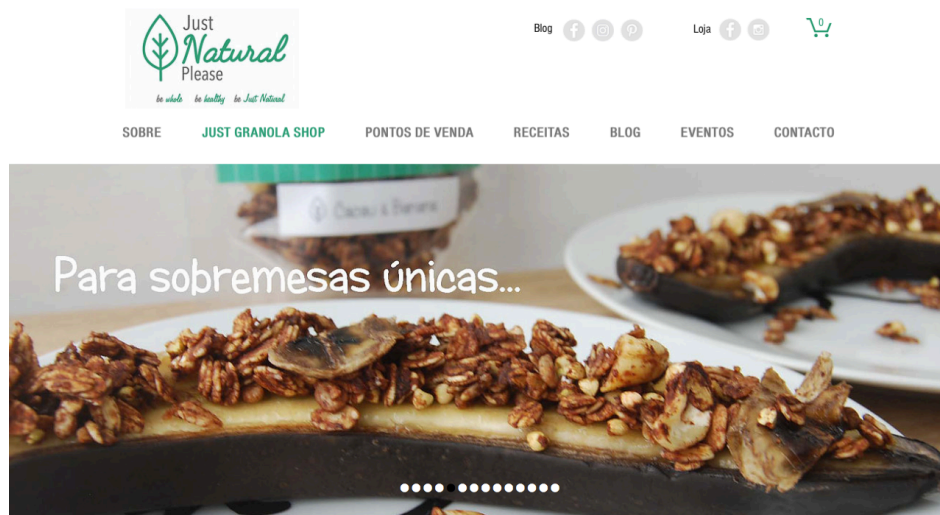 Just
Natural
Please
be whole be healthy be Just Natural
Blog
Loja
0
SOBRE JUST GRANOLA SHOP PONTOS DE VENDA RECEITAS BLOG EVENTOS CONTACTO
Cacau & Banana
Para sobremesas únicas...